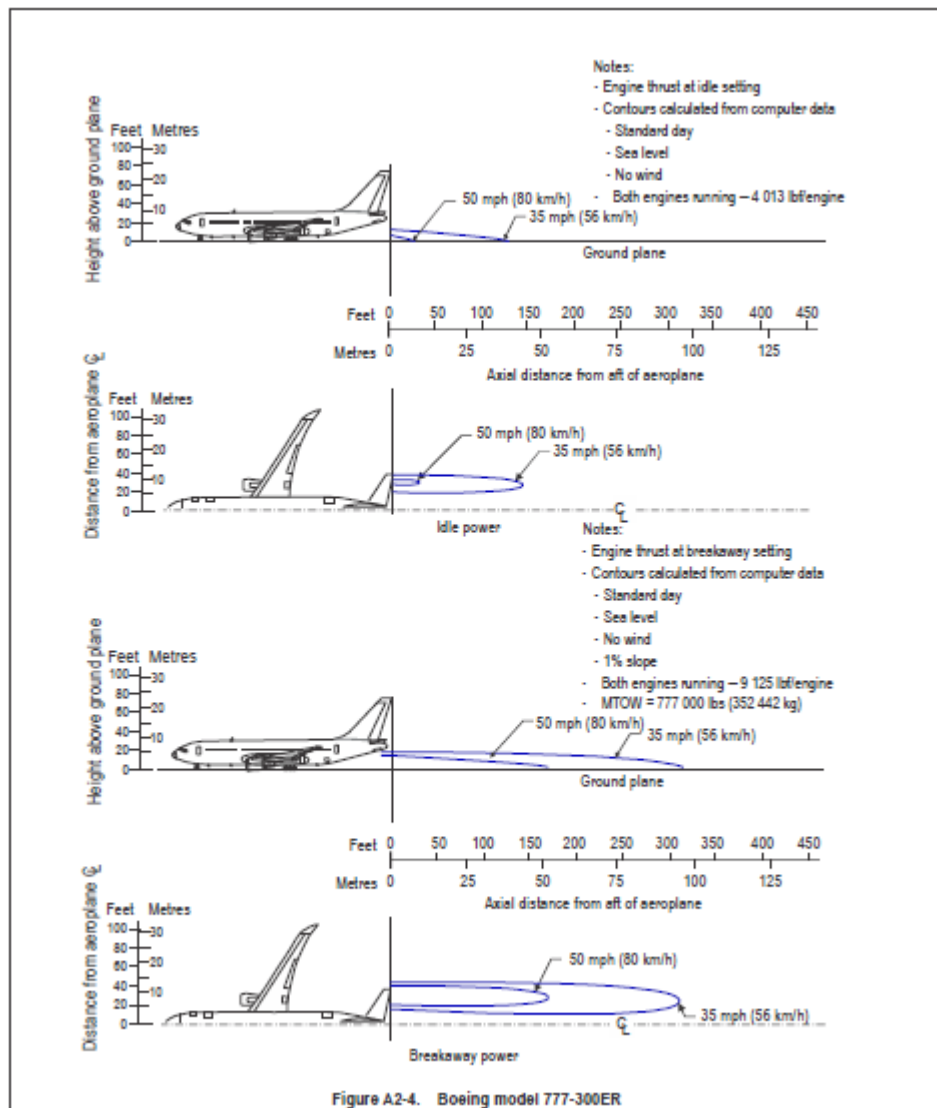 Notes:
- Engine thrust at idle setting
- Contours calculated from computer data
- Standard day
- Sea level
- No wind
- Both engines running – 4 013 lbf/engine
Height above ground plane
Feet Metres
100 30
80
60 20
40
20 10
0
50 mph (80 km/h)
35 mph (56 km/h)
Ground plane
Feet 0 50 100 150 200 250 300 350 400 450
Metres 0 25 50 75 100 125
Axial distance from aft of aeroplane
Distance from aeroplane ℄
Feet Metres
100 30
80
60 20
40 10
20
0
50 mph (80 km/h)
35 mph (56 km/h)
℄
Idle power
Notes:
- Engine thrust at breakaway setting
- Contours calculated from computer data
- Standard day
- Sea level
- No wind
- 1% slope
- Both engines running – 9 125 lbf/engine
- MTOW = 777 000 lbs (352 442 kg)
Height above ground plane
Feet Metres
100 30
80
60 20
40
20 10
0
50 mph (80 km/h)
35 mph (56 km/h)
Ground plane
Feet 0 50 100 150 200 250 300 350 400 450
Metres 0 25 50 75 100 125
Axial distance from aft of aeroplane
Distance from aeroplane ℄
Feet Metres
100 30
80
60 20
40 10
20
0
50 mph (80 km/h)
35 mph (56 km/h)
℄
Breakaway power
Figure A2-4. Boeing model 777-300ER